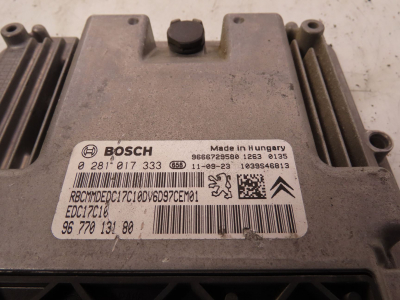 BOSCH
Made in Hungary
9666729580 1263 0135
0 281 017 333 11-09-23 1039S46813
RBCMMDEDC17C10DV6D97CEM01
EDC17C10
96 770 131 80